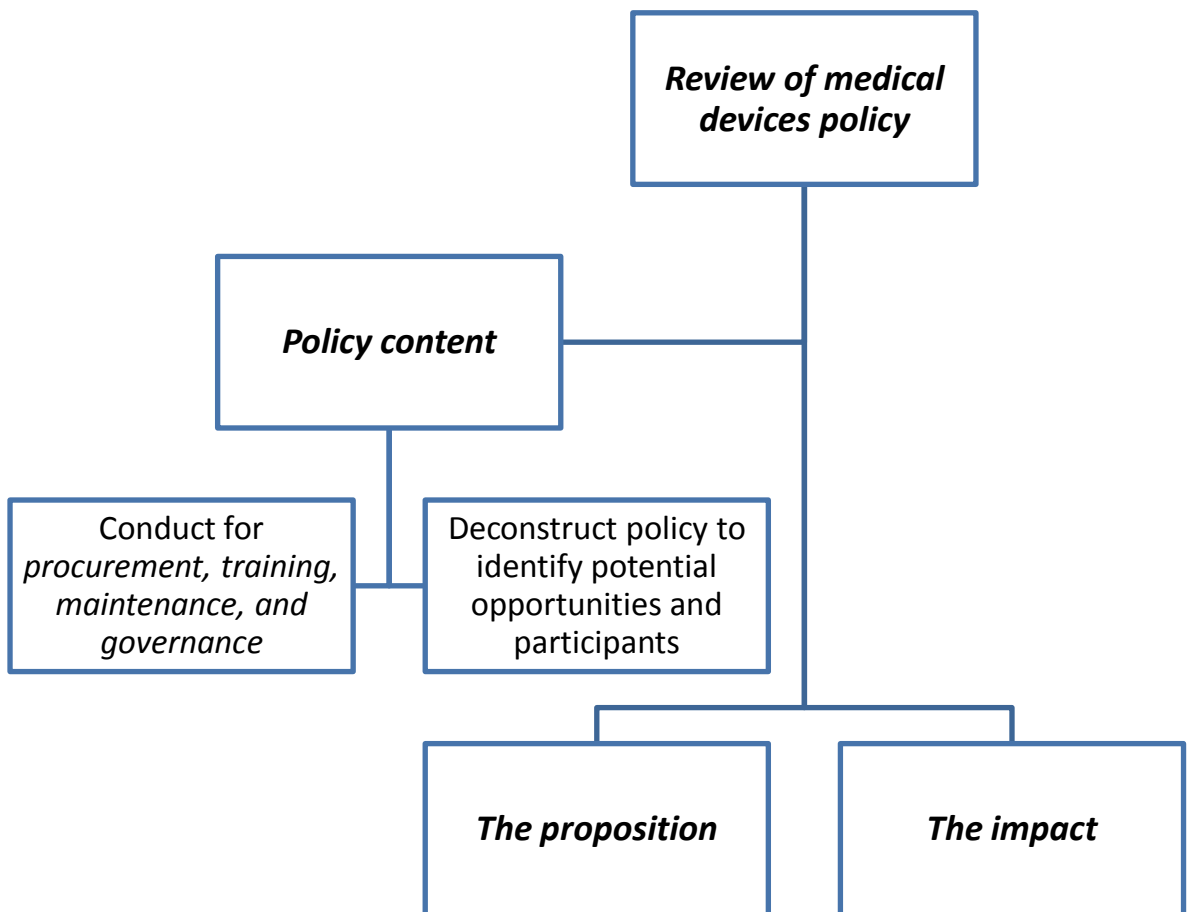 Review of medical
devices policy
Policy content
Conduct for
procurement, training,
maintenance, and
governance
Deconstruct policy to
identify potential
opportunities and
participants
The proposition
The impact